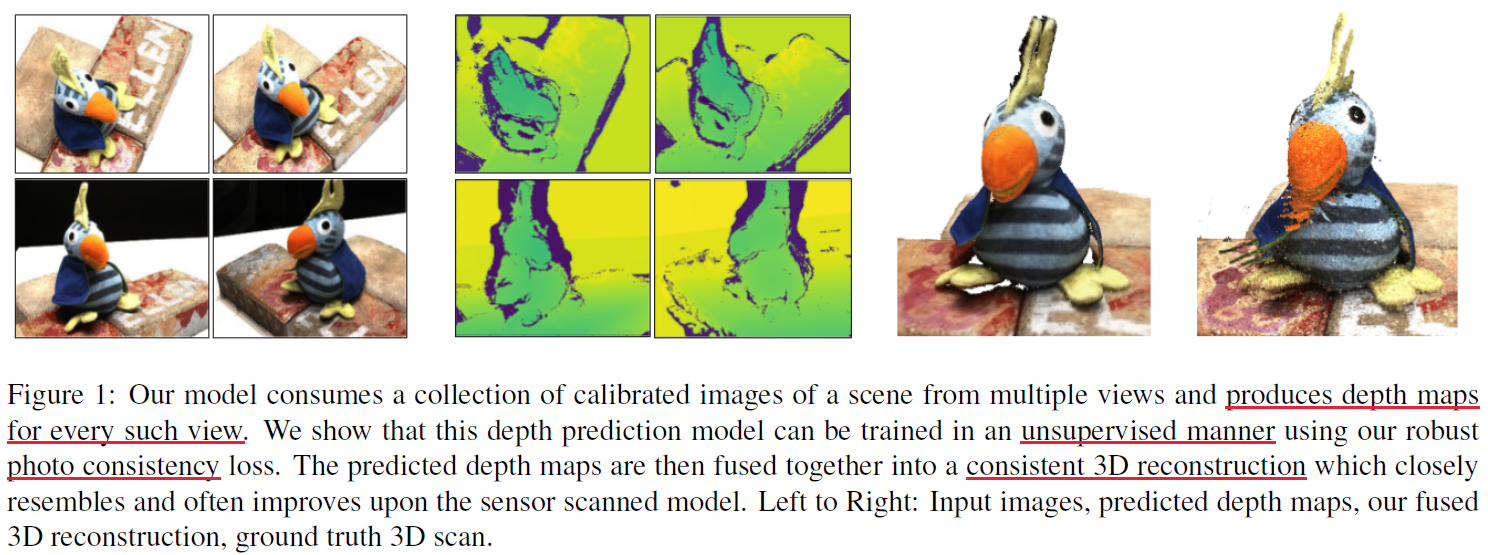 ELLEN
ELLEN
Figure 1: Our model consumes a collection of calibrated images of a scene from multiple views and produces depth maps
for every such view. We show that this depth prediction model can be trained in an unsupervised manner using our robust
photo consistency loss. The predicted depth maps are then fused together into a consistent 3D reconstruction which closely
resembles and often improves upon the sensor scanned model. Left to Right: Input images, predicted depth maps, our fused
3D reconstruction, ground truth 3D scan.